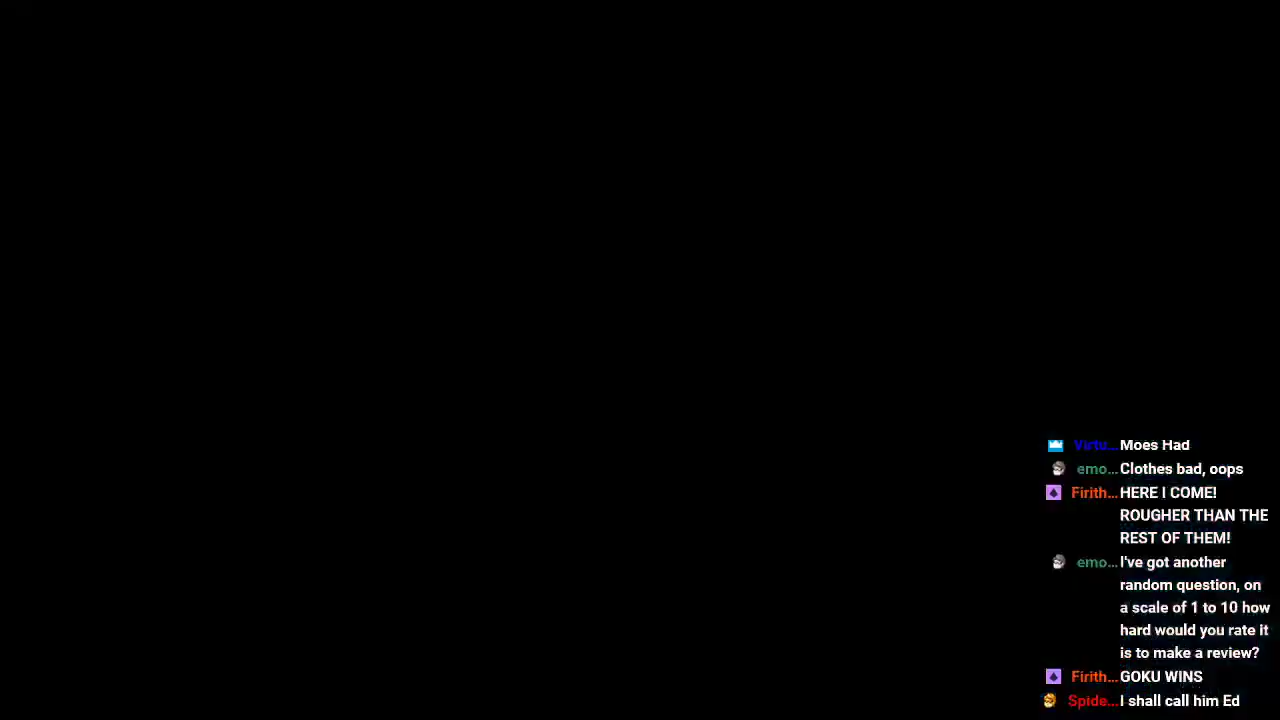 Virtu... Moes Had
emo... Clothes bad, oops
Firith... HERE I COME!
ROUGHER THAN THE
REST OF THEM!
emo... I've got another
random question, on
a scale of 1 to 10 how
hard would you rate it
is to make a review?
Firith... GOKU WINS
Spide... I shall call him Ed